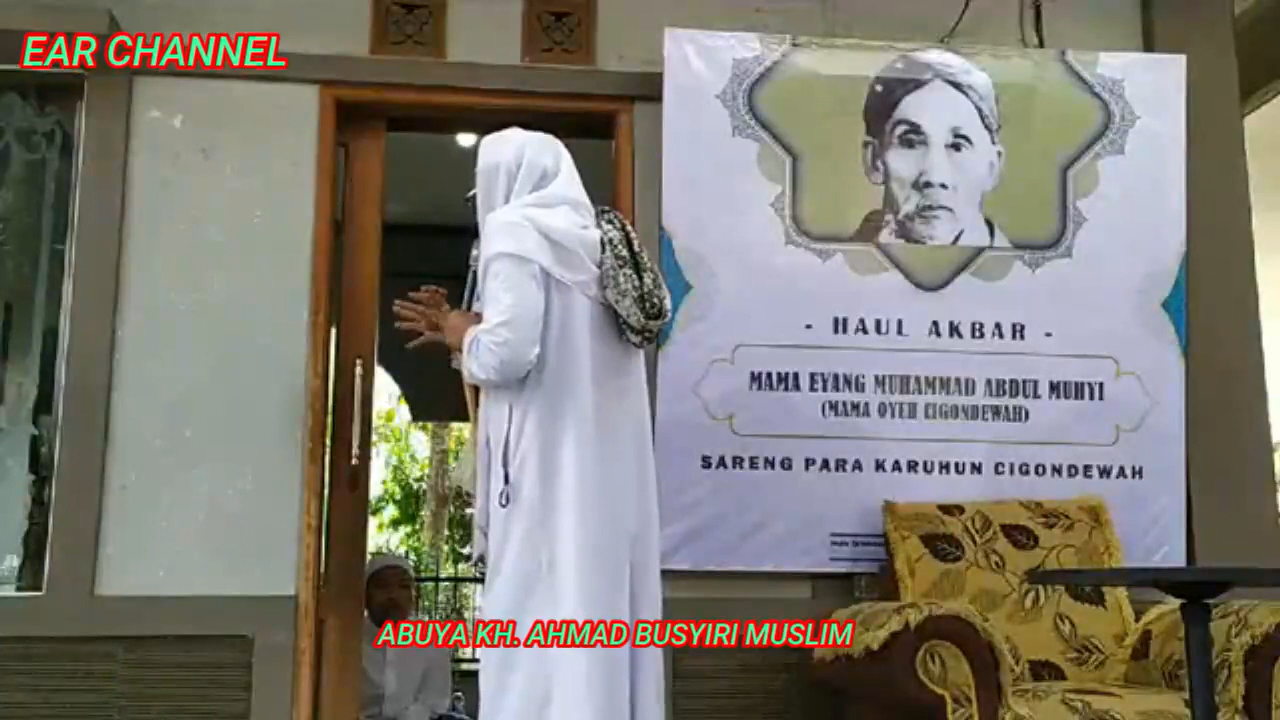 EAR CHANNEL
- HAUL AKBAR -
MAMA EYANG MUHAMMAD ABDUL MUHYI
(MAMA OYEH CIGONDEWAH)
SARENG PARA KARUHUN CIGONDEWAH
ABUYA KH. AHMAD BUSYIRI MUSLIM